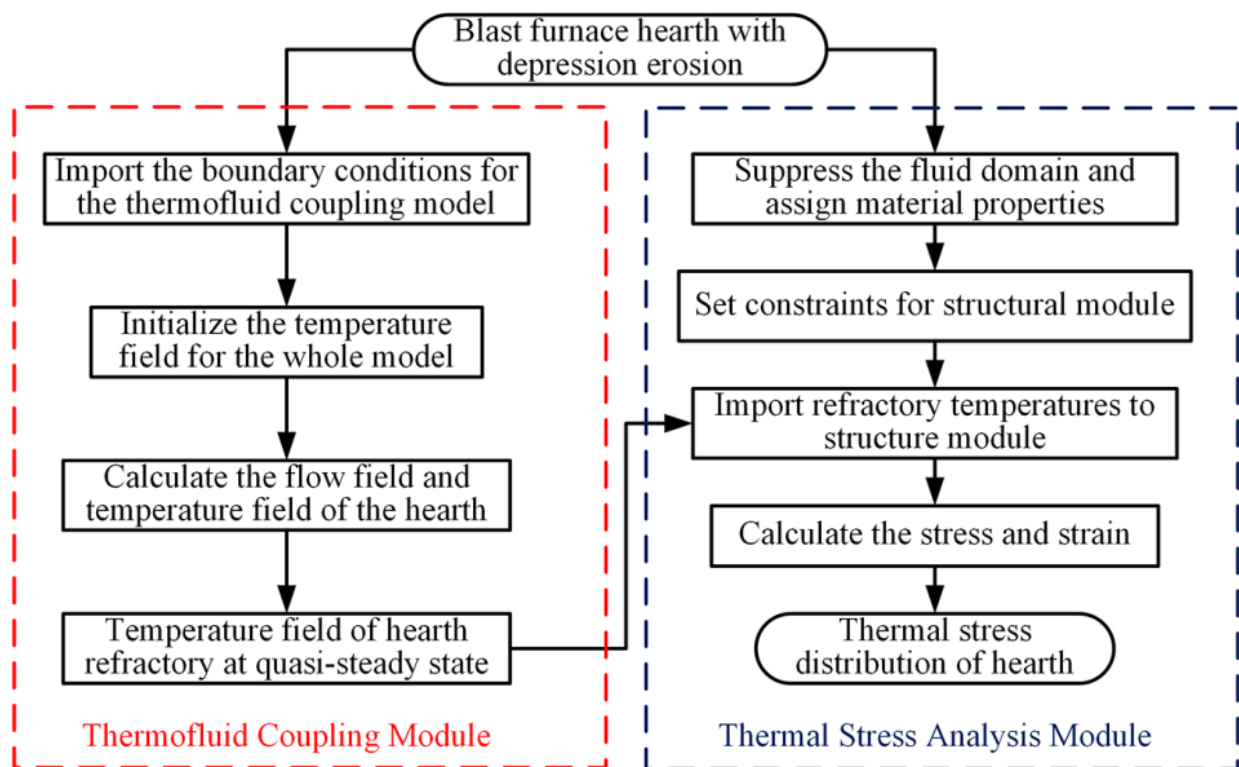 Blast furnace hearth with
depression erosion
Import the boundary conditions for
the thermofluid coupling model
Initialize the temperature
field for the whole model
Calculate the flow field and
temperature field of the hearth
Temperature field of hearth
refractory at quasi-steady state
Thermofluid Coupling Module
Suppress the fluid domain and
assign material properties
Set constraints for structural module
Import refractory temperatures to
structure module
Calculate the stress and strain
Thermal stress
distribution of hearth
Thermal Stress Analysis Module